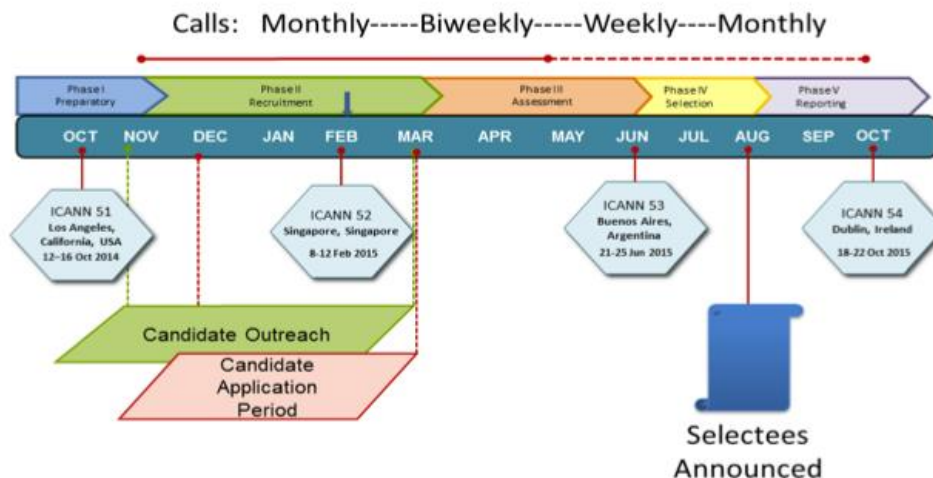 Calls: Monthly-----Biweekly-----Weekly-----Monthly
Phase I
Preparatory
Phase II
Recruitment
Phase III
Assessment
Phase IV
Selection
Phase V
Reporting
OCT NOV DEC JAN FEB MAR APR MAY JUN JUL AUG SEP OCT
ICANN 51
Los Angeles,
California, USA
12–16 Oct 2014
ICANN 52
Singapore, Singapore
8-12 Feb 2015
ICANN 53
Buenos Aires,
Argentina
21-25 Jun 2015
ICANN 54
Dublin, Ireland
18-22 Oct 2015
Candidate Outreach
Candidate
Application
Period
Selectees
Announced